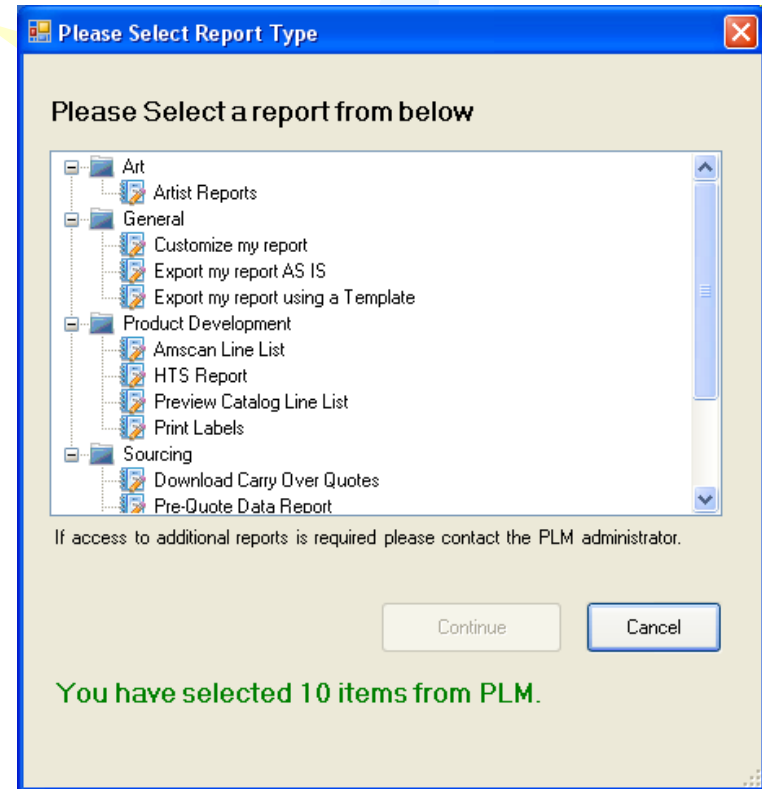 Please Select Report Type
Please Select a report from below
Art
Artist Reports
General
Customize my report
Export my report AS IS
Export my report using a Template
Product Development
Amscan Line List
HTS Report
Preview Catalog Line List
Print Labels
Sourcing
Download Carry Over Quotes
Pre-Quote Data Report
If access to additional reports is required please contact the PLM administrator.
Continue
Cancel
You have selected 10 items from PLM.